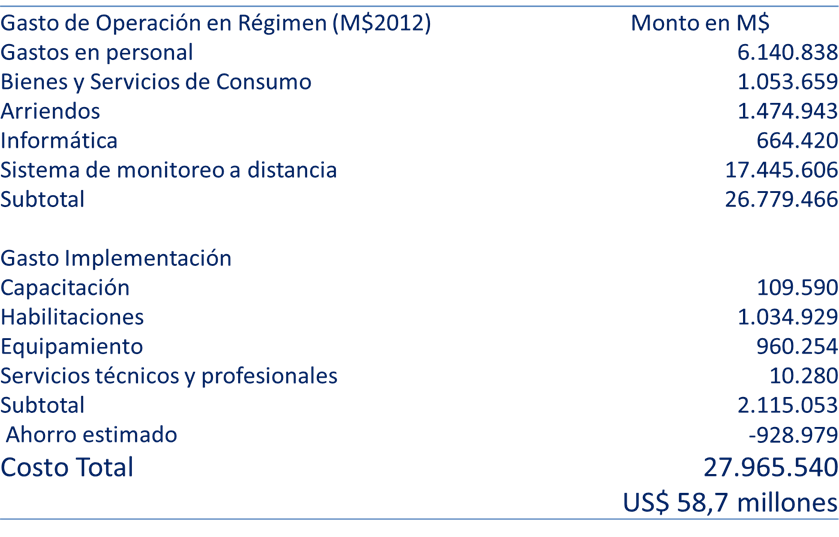 Gasto de Operación en Régimen (M$2012) Monto en M$
Gastos en personal 6.140.838
Bienes y Servicios de Consumo 1.053.659
Arriendos 1.474.943
Informática 664.420
Sistema de monitoreo a distancia 17.445.606
Subtotal 26.779.466
Gasto Implementación
Capacitación 109.590
Habilitaciones 1.034.929
Equipamiento 960.254
Servicios técnicos y profesionales 10.280
Subtotal 2.115.053
Ahorro estimado -928.979
Costo Total 27.965.540
US$ 58,7 millones